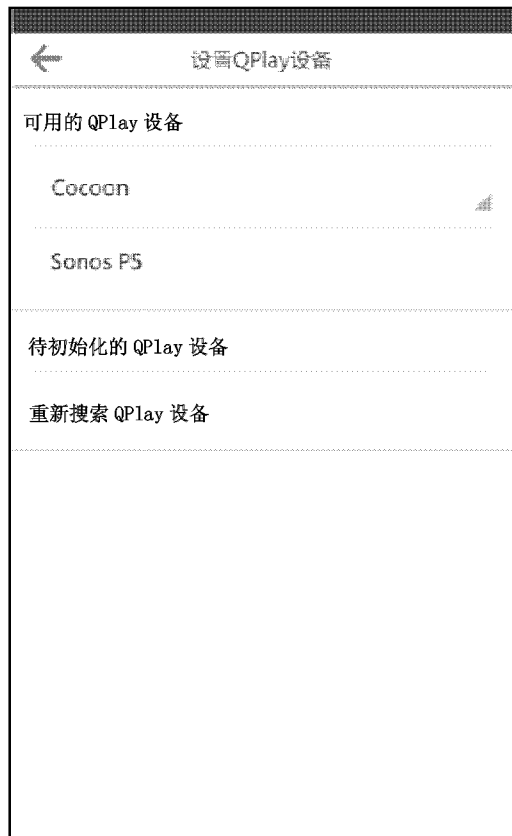 设置QPlay设备
可用的 QPlay 设备
Cocoon
Sonos P5
待初始化的 QPlay 设备
重新搜索 QPlay 设备